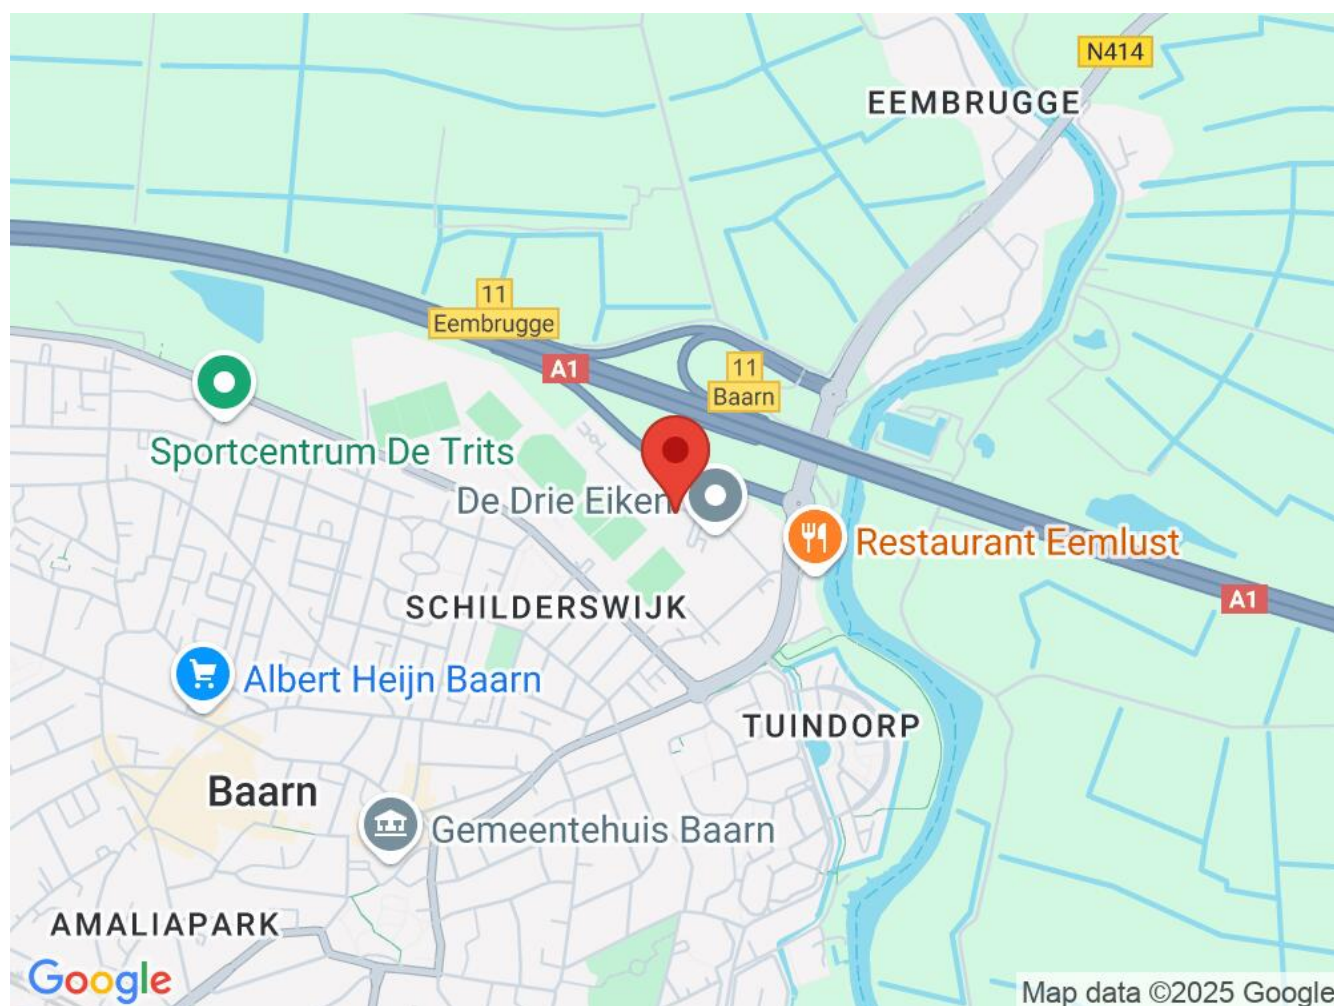 N414
EEMBRUGGE
11
Eembrugge
A1
11
Baarn
Sportcentrum De Trits
De Drie Eiken
Restaurant Eemlust
A1
SCHILDERSWIJK
Albert Heijn Baarn
TUINDORP
Baarn
Gemeentehuis Baarn
AMALIAPARK
Google
Map data ©2025 Google